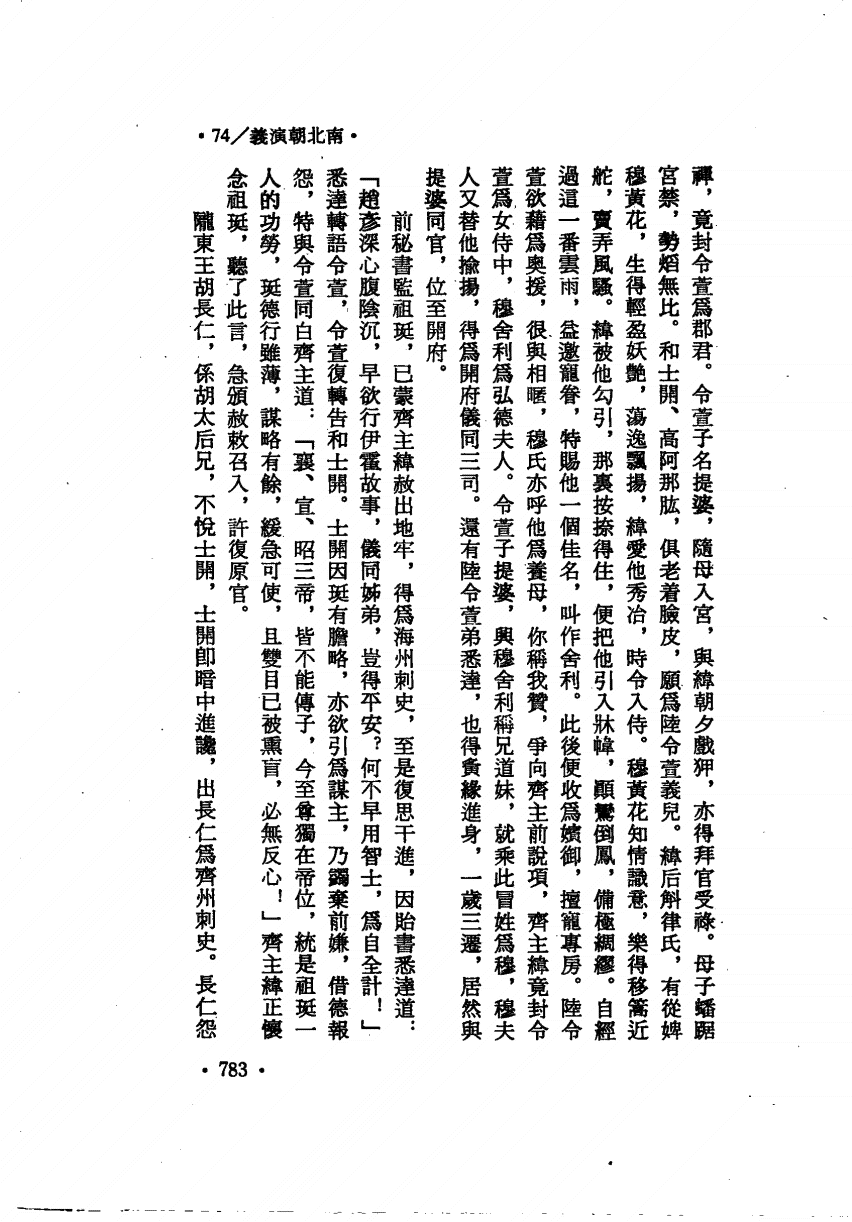 ・74／義演朝北南・
禪，竟封令萱爲郡君。令萱子名提婆，隨母入宮，與緯朝夕戲狎，亦得拜官受祿。母子蟠踞
宮禁，勢熖無比。和士開、高阿那肱，俱老着臉皮，願爲陸令萱義兒。緯后斛律氏，有從婢
穆黃花，生得輕盈妖艷，蕩逸飄揚，緯愛他秀冶，時令入侍。穆黃花知情識意，樂得移篙近
舵，賣弄風騷。緯被他勾引，那裏按捺得住，便把他引入牀幃，顚鸞倒鳳，備極綢繆。自經
過這一番雲雨，益邀寵眷，特賜他一個佳名，叫作舍利。此後便收爲嬪御，擅寵專房。陸令
萱欲藉爲奧援，很與相暱，穆氏亦呼他爲養母，你稱我贊，爭向齊主前說項，齊主緯竟封令
萱爲女侍中，穆舍利爲弘德夫人。令萱子提婆，與穆舍利稱兄道妹，就乘此冒姓爲穆，穆夫
人又替他揄揚，得爲開府儀同三司。還有陸令萱弟悉達，也得夤緣進身，一歲三遷，居然與
提婆同官，位至開府。
前秘書監祖珽，已蒙齊主緯赦出地牢，得爲海州刺史，至是復思干進，因貽書悉達道：
「趙彥深心腹陰沉，早欲行伊霍故事，儀同姊弟，豈得平安？何不早用智士，爲自全計！」
悉達轉語令萱，令萱復轉告和士開。士開因珽有膽略，亦欲引爲謀主，乃蠲棄前嫌，借德報
怨，特與令萱同白齊主道：「襄、宣、昭三帝，皆不能傳子，今至尊獨在帝位，統是祖珽一
人的功勞，珽德行雖薄，謀略有餘，緩急可使，且雙目已被熏盲，必無反心！」齊主緯正懷
念祖珽，聽了此言，急頒赦敕召入，許復原官。
隴東王胡長仁，係胡太后兄，不悅士開，士開卽暗中進讒，出長仁爲齊州刺史。長仁怨
・783・